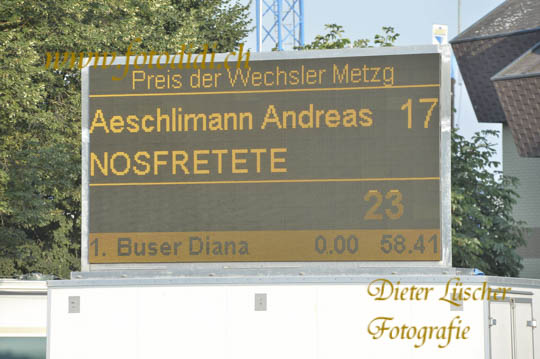 www.fotodidi.ch
Preis der Wechsler Metzg
Aeschlimann Andreas 17
NOSFRETETE
23
1. Buser Diana 0.00 58.41
Dieter Lüscher
Fotografie